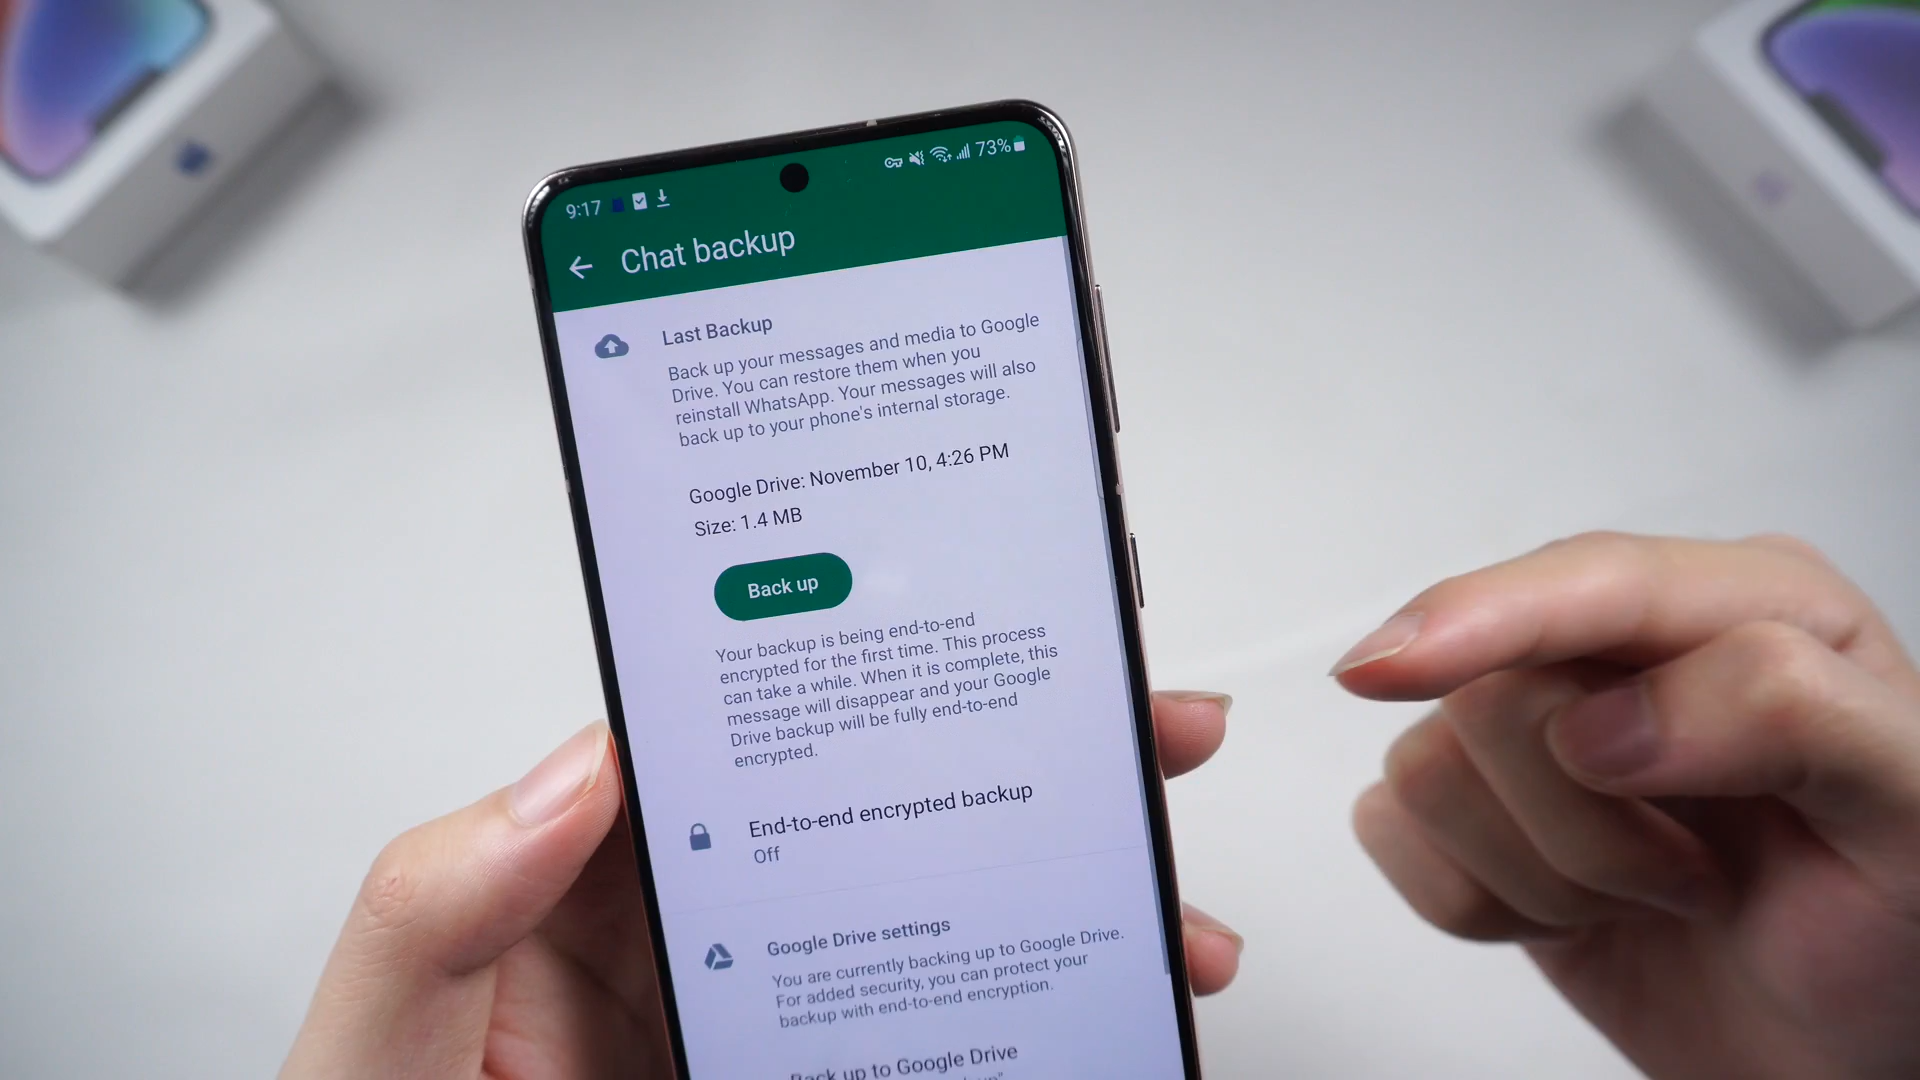 9:17
73%
Chat backup
Last Backup
Back up your messages and media to Google
Drive. You can restore them when you
reinstall WhatsApp. Your messages will also
back up to your phone's internal storage.
Google Drive: November 10, 4:26 PM
Size: 1.4 MB
Back up
Your backup is being end-to-end
encrypted for the first time. This process
can take a while. When it is complete, this
message will disappear and your Google
Drive backup will be fully end-to-end
encrypted.
End-to-end encrypted backup
Off
Google Drive settings
You are currently backing up to Google Drive.
For added security, you can protect your
backup with end-to-end encryption.
Back up to Google Drive